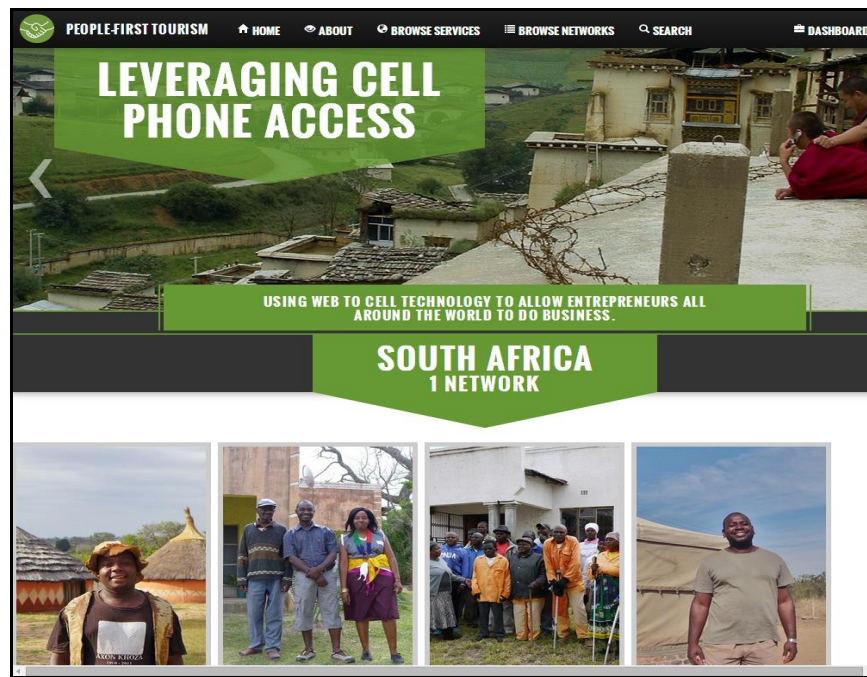 PEOPLE-FIRST TOURISM HOME ABOUT BROWSE SERVICES BROWSE NETWORKS SEARCH DASHBOARD
LEVERAGING CELL
PHONE ACCESS
USING WEB TO CELL TECHNOLOGY TO ALLOW ENTREPRENEURS ALL
AROUND THE WORLD TO DO BUSINESS.
SOUTH AFRICA
1 NETWORK